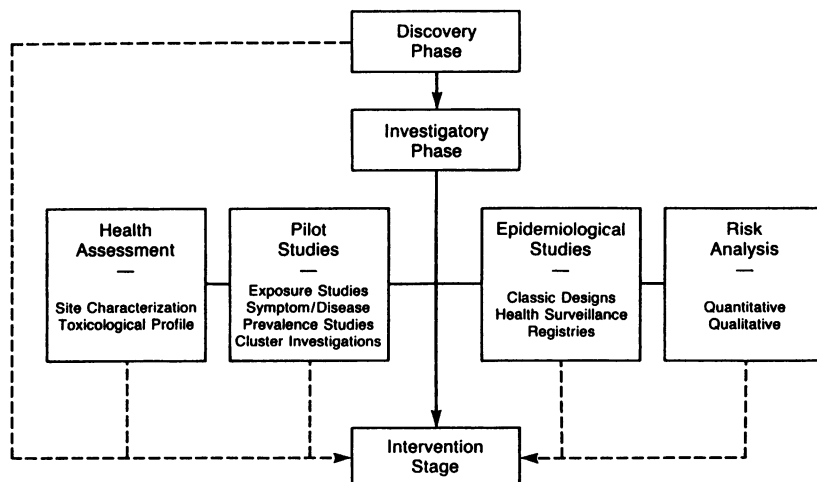 Discovery
Phase
Investigatory
Phase
Health
Assessment
—
Site Characterization
Toxicological Profile
Pilot
Studies
—
Exposure Studies
Symptom/Disease
Prevalence Studies
Cluster Investigations
Epidemiological
Studies
—
Classic Designs
Health Surveillance
Registries
Risk
Analysis
—
Quantitative
Qualitative
Intervention
Stage